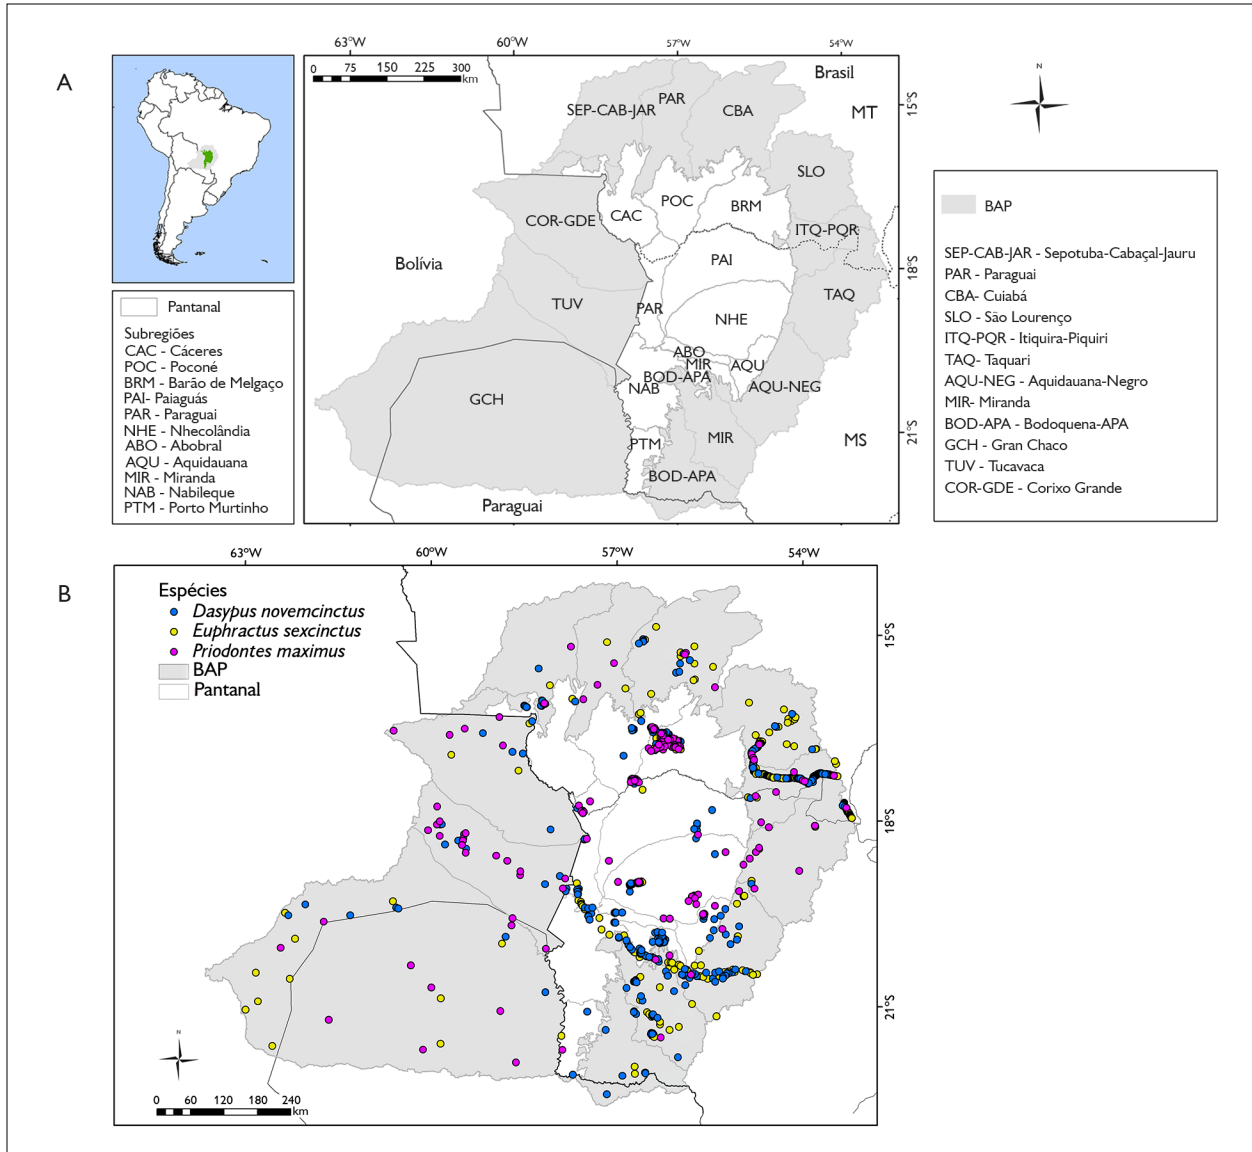 A
63°W
60°W
57°W
54°W
0 75 150 225 300
km
Brasil
N
SEP-CAB-JAR
PAR
CBA
MT
15°S
SLO
CAC
POC
BRM
COR-GDE
ITQ-PQR
BAP
Bolívia
PAI
18°S
TAQ
TUV
PAR
NHE
ABO
MIR
AQU
BOD-APA
NAB
AQU-NEG
GCH
PTM
MIR
MS
21°S
BOD-APA
Paraguai
Pantanal
Subregiões
CAC - Cáceres
POC - Poconé
BRM - Barão de Melgaço
PAI- Paiaguás
PAR - Paraguai
NHE - Nhecolândia
ABO - Abobral
AQU - Aquidauana
MIR - Miranda
NAB - Nabileque
PTM - Porto Murtinho
SEP-CAB-JAR - Sepotuba-Cabaçal-Jauru
PAR - Paraguai
CBA- Cuiabá
SLO - São Lourenço
ITQ-PQR - Itiquira-Piquiri
TAQ- Taquari
AQU-NEG - Aquidauana-Negro
MIR- Miranda
BOD-APA - Bodoquena-APA
GCH - Gran Chaco
TUV - Tucavaca
COR-GDE - Corixo Grande
B
63°W
60°W
57°W
54°W
Espécies
Dasypus novemcinctus
Euphractus sexcinctus
Priodontes maximus
BAP
Pantanal
15°S
18°S
21°S
N
0 60 120 180 240
km